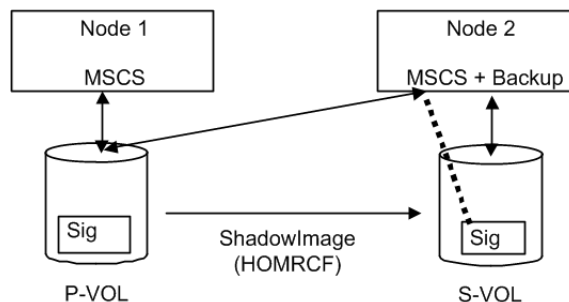 Node 1
MSCS
Node 2
MSCS + Backup
Sig
ShadowImage
(HOMRCF)
Sig
P-VOL
S-VOL